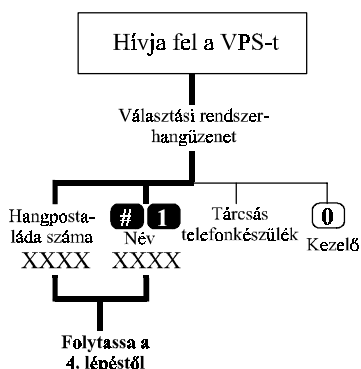 Hívja fel a VPS-t
Választási rendszer-
hangüzenet
Hangposta-
láda száma
XXXX
# 1
Név
XXXX
Tárcsás
telefonkészülék
0
Kezelő
Folytassa a
4. lépéstől